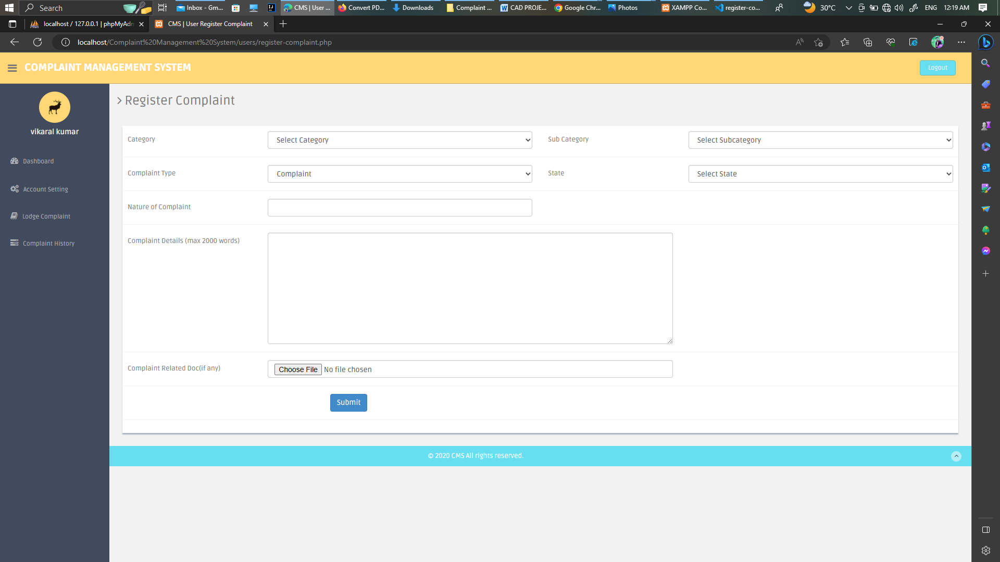 Search
Inbox - Gm...
CMS | User ...
Convert PD...
Downloads
Complaint ...
CAD PROJE...
Google Chr...
Photos
XAMPP Co...
register-co...
30°C
ENG
12:19 AM
localhost / 127.0.0.1 | phpMyAdm
CMS | User Register Complaint
localhost/Complaint%20Management%20System/users/register-complaint.php
COMPLAINT MANAGEMENT SYSTEM
Logout
vikaral kumar
Dashboard
Account Setting
Lodge Complaint
Complaint History
> Register Complaint
Category
Select Category
Sub Category
Select Subcategory
Complaint Type
Complaint
State
Select State
Nature of Complaint
Complaint Details (max 2000 words)
Complaint Related Doc(if any)
Choose File No file chosen
Submit
© 2020 CMS All rights reserved.